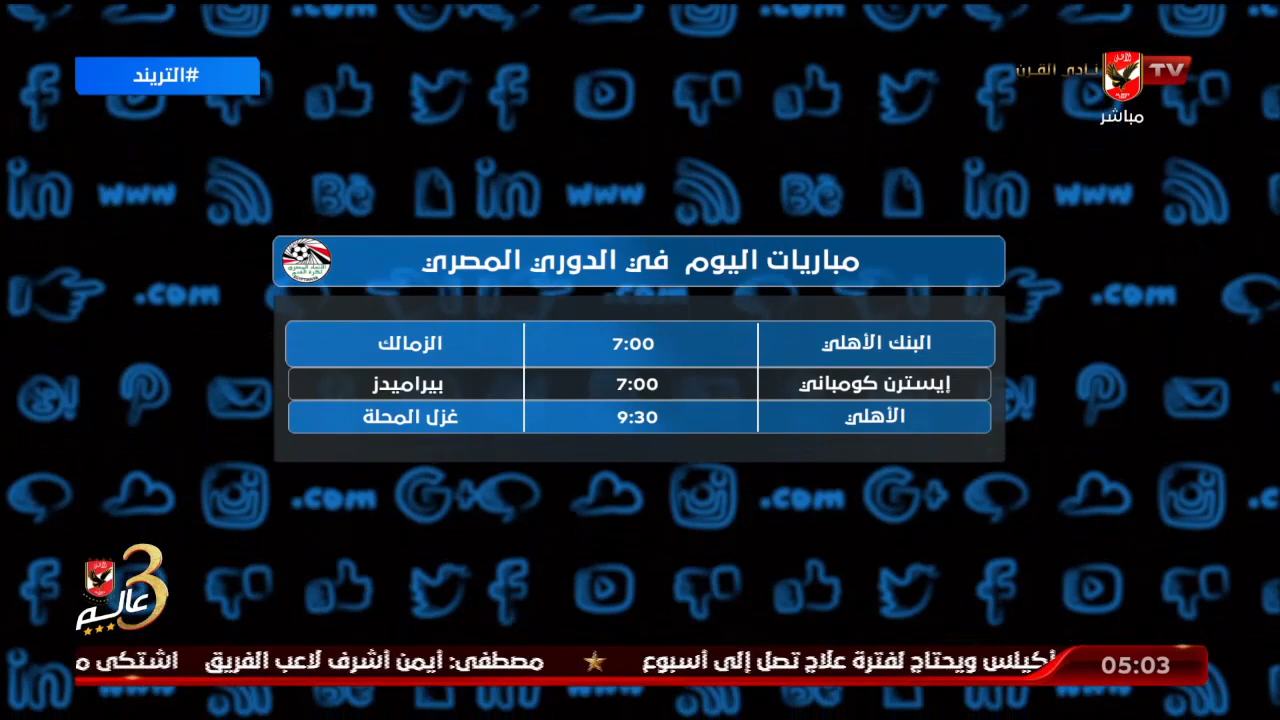 #التريند
نادي القرن
TV
مباشر
مباريات اليوم في الدوري المصري
البنك الأهلي 7:00 الزمالك
إيسترن كومباني 7:00 بيراميدز
الأهلي 9:30 غزل المحلة
3
عالم
05:03 أكيلس ويحتاج لفترة علاج تصل إلى أسبوع مصطفى: أيمن أشرف لاعب الفريق اشتكى